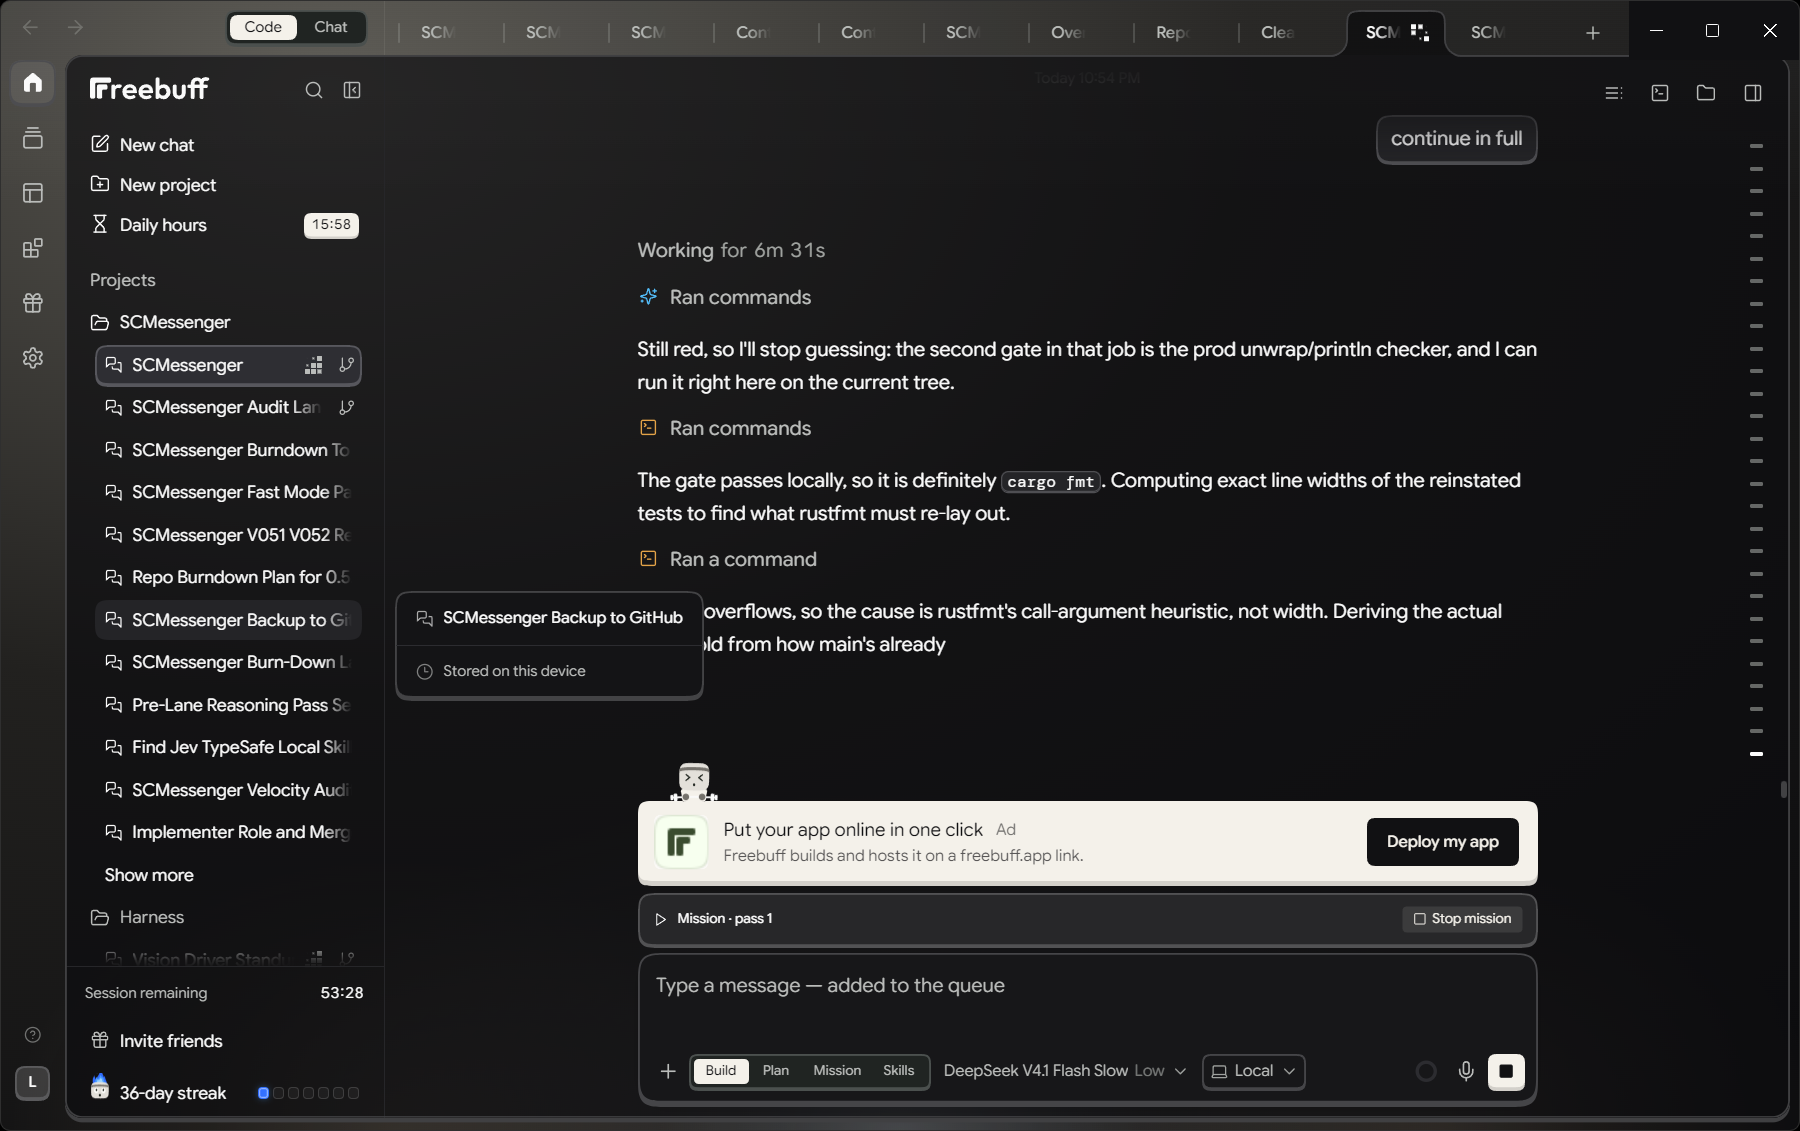 Code
Chat
SCM
SCM
SCM
Con
Con
SCM
Over
Repo
Clea
SCM
SCM
Freebuff
New chat
New project
Daily hours
15:58
Projects
SCMessenger
SCMessenger
SCMessenger Audit Lan
SCMessenger Burndown To
SCMessenger Fast Mode Pa
SCMessenger V051 V052 Re
Repo Burndown Plan for 0.5
SCMessenger Backup to Gi
SCMessenger Burn-Down L
Pre-Lane Reasoning Pass Se
Find Jev TypeSafe Local Skil
SCMessenger Velocity Audi
Implementer Role and Merg
Show more
Harness
Vision Driver Standu
Session remaining
53:28
Invite friends
36-day streak
L
Today 10:54 PM
continue in full
Working for 6m 31s
Ran commands
Still red, so I'll stop guessing: the second gate in that job is the prod unwrap/println checker, and I can
run it right here on the current tree.
Ran commands
The gate passes locally, so it is definitely cargo fmt. Computing exact line widths of the reinstated
tests to find what rustfmt must re-lay out.
Ran a command
overflows, so the cause is rustfmt's call-argument heuristic, not width. Deriving the actual
old from how main's already
SCMessenger Backup to GitHub
Stored on this device
Put your app online in one click Ad
Freebuff builds and hosts it on a freebuff.app link.
Deploy my app
Mission · pass 1
Stop mission
Type a message — added to the queue
Build
Plan
Mission
Skills
DeepSeek V4.1 Flash Slow Low
Local